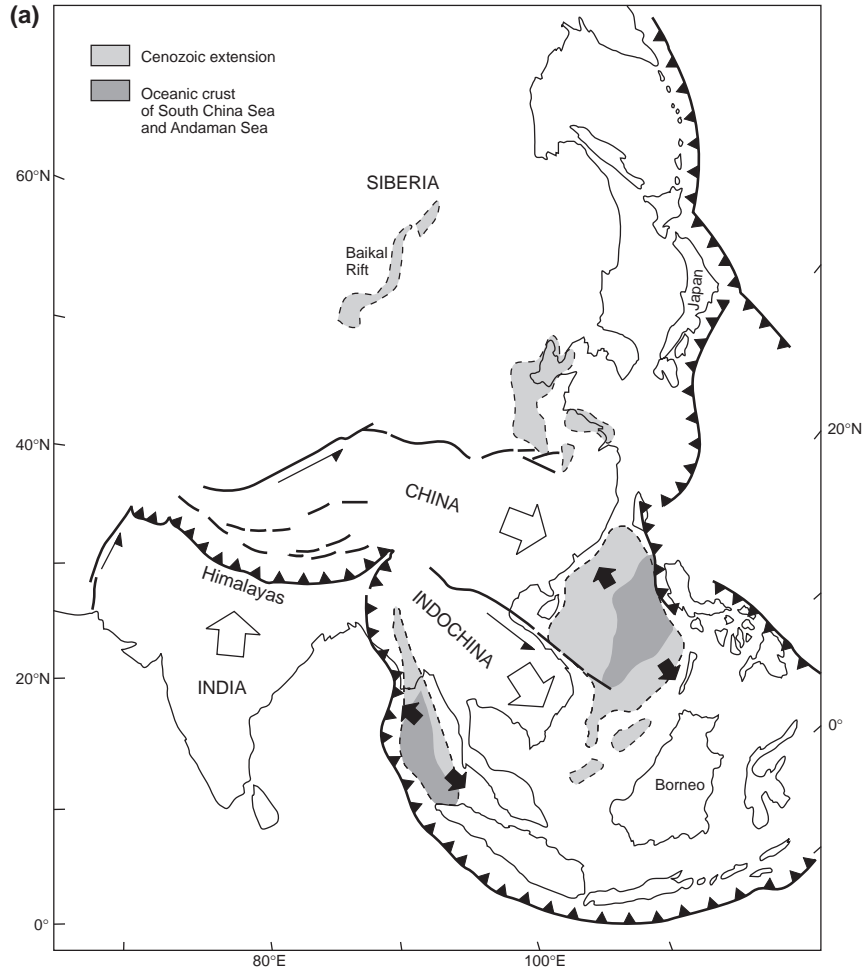 (a)
Cenozoic extension
Oceanic crust
of South China Sea
and Andaman Sea
60°N
SIBERIA
Baikal
Rift
Japan
20°N
40°N
CHINA
Himalayas
INDOCHINA
20°N
INDIA
0°
Borneo
0°
80°E
100°E